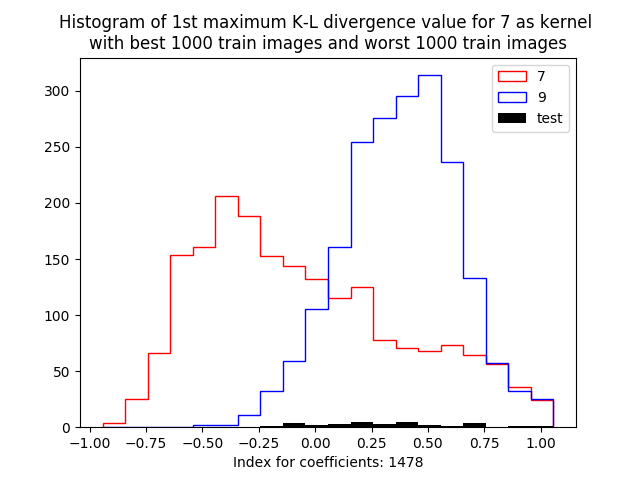 Histogram of 1st maximum K-L divergence value for 7 as kernel
with best 1000 train images and worst 1000 train images
7
9
test
300
250
200
150
100
50
0
−1.00 −0.75 −0.50 −0.25 0.00 0.25 0.50 0.75 1.00
Index for coefficients: 1478